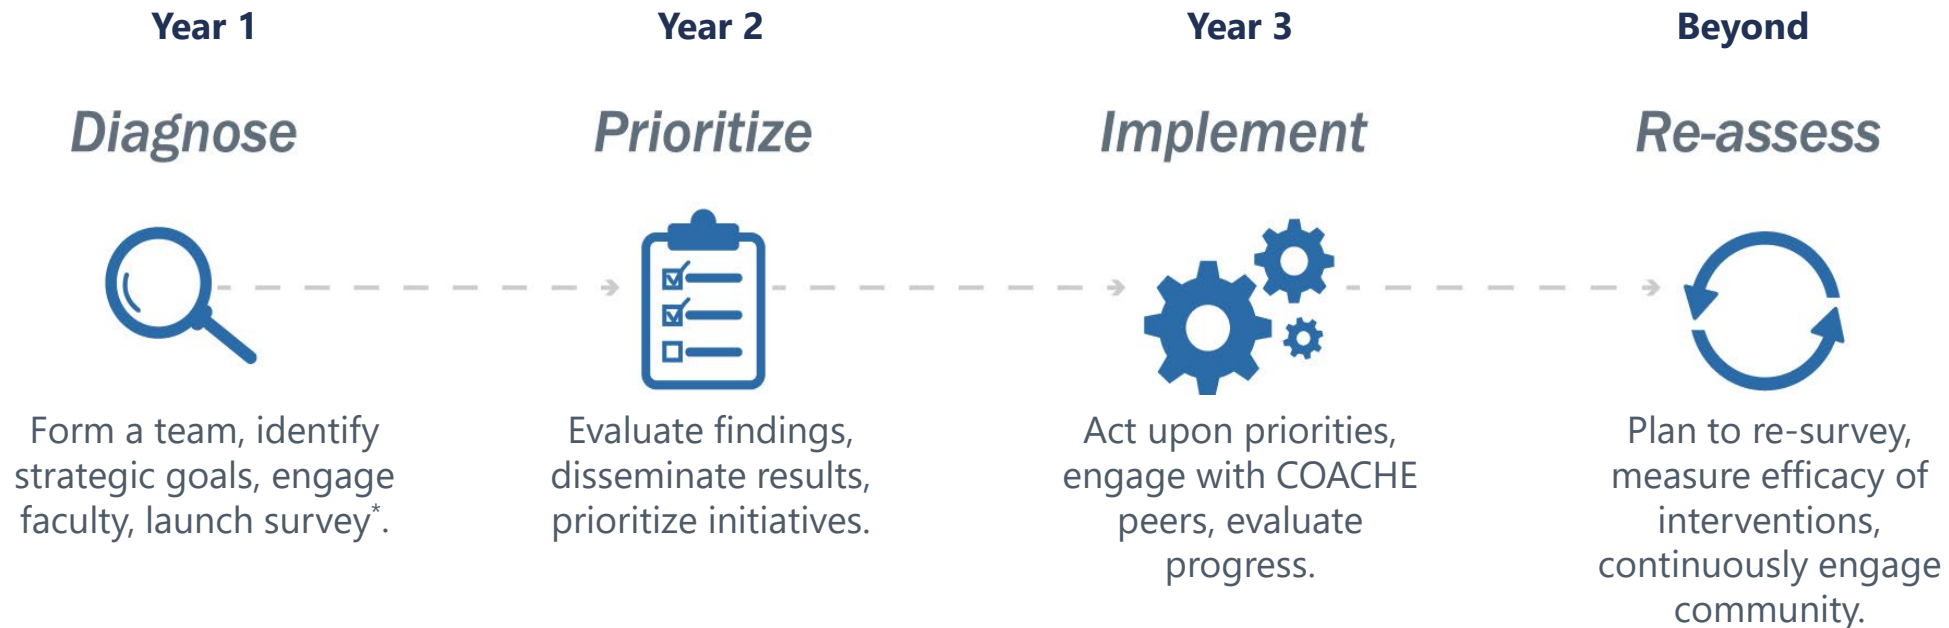 Year 1
Diagnose
Form a team, identify
strategic goals, engage
faculty, launch survey*.
Year 2
Prioritize
Evaluate findings,
disseminate results,
prioritize initiatives.
Year 3
Implement
Act upon priorities,
engage with COACHE
peers, evaluate
progress.
Beyond
Re-assess
Plan to re-survey,
measure efficacy of
interventions,
continuously engage
community.